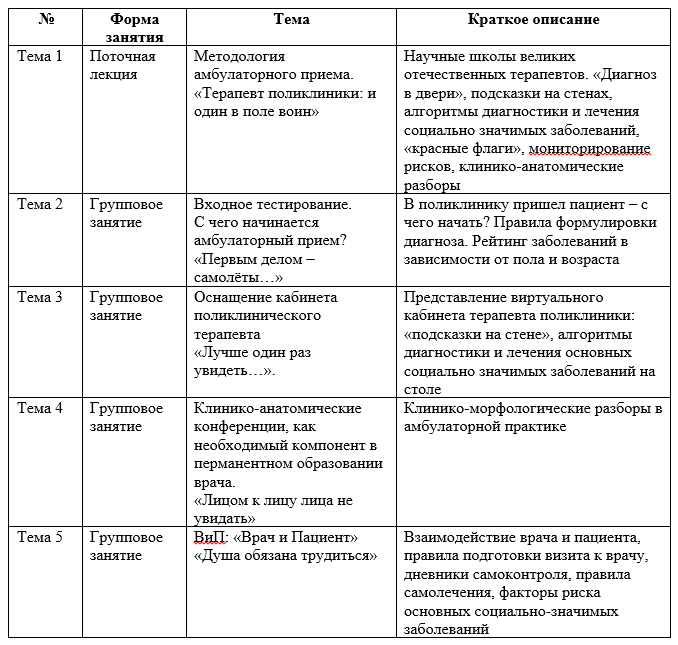 №
Форма
занятия
Тема
Краткое описание
Тема 1
Поточная
лекция
Методология
амбулаторного приема.
«Терапевт поликлиники: и
один в поле воин»
Научные школы великих
отечественных терапевтов. «Диагноз
в двери», подсказки на стенах,
алгоритмы диагностики и лечения
социально значимых заболеваний,
«красные флаги», мониторирование
рисков, клинико-анатомические
разборы
Тема 2
Групповое
занятие
Входное тестирование.
С чего начинается
амбулаторный прием?
«Первым делом –
самолёты…»
В поликлинику пришел пациент – с
чего начать? Правила формулировки
диагноза. Рейтинг заболеваний в
зависимости от пола и возраста
Тема 3
Групповое
занятие
Оснащение кабинета
поликлинического
терапевта
«Лучше один раз
увидеть…».
Представление виртуального
кабинета терапевта поликлиники:
«подсказки на стене», алгоритмы
диагностики и лечения основных
социально значимых заболеваний на
столе
Тема 4
Групповое
занятие
Клинико-анатомические
конференции, как
необходимый компонент в
перманентном образовании
врача.
«Лицом к лицу лица не
увидать»
Клинико-морфологические разборы в
амбулаторной практике
Тема 5
Групповое
занятие
ВиП: «Врач и Пациент»
«Душа обязана трудиться»
Взаимодействие врача и пациента,
правила подготовки визита к врачу,
дневники самоконтроля, правила
самолечения, факторы риска
основных социально-значимых
заболеваний